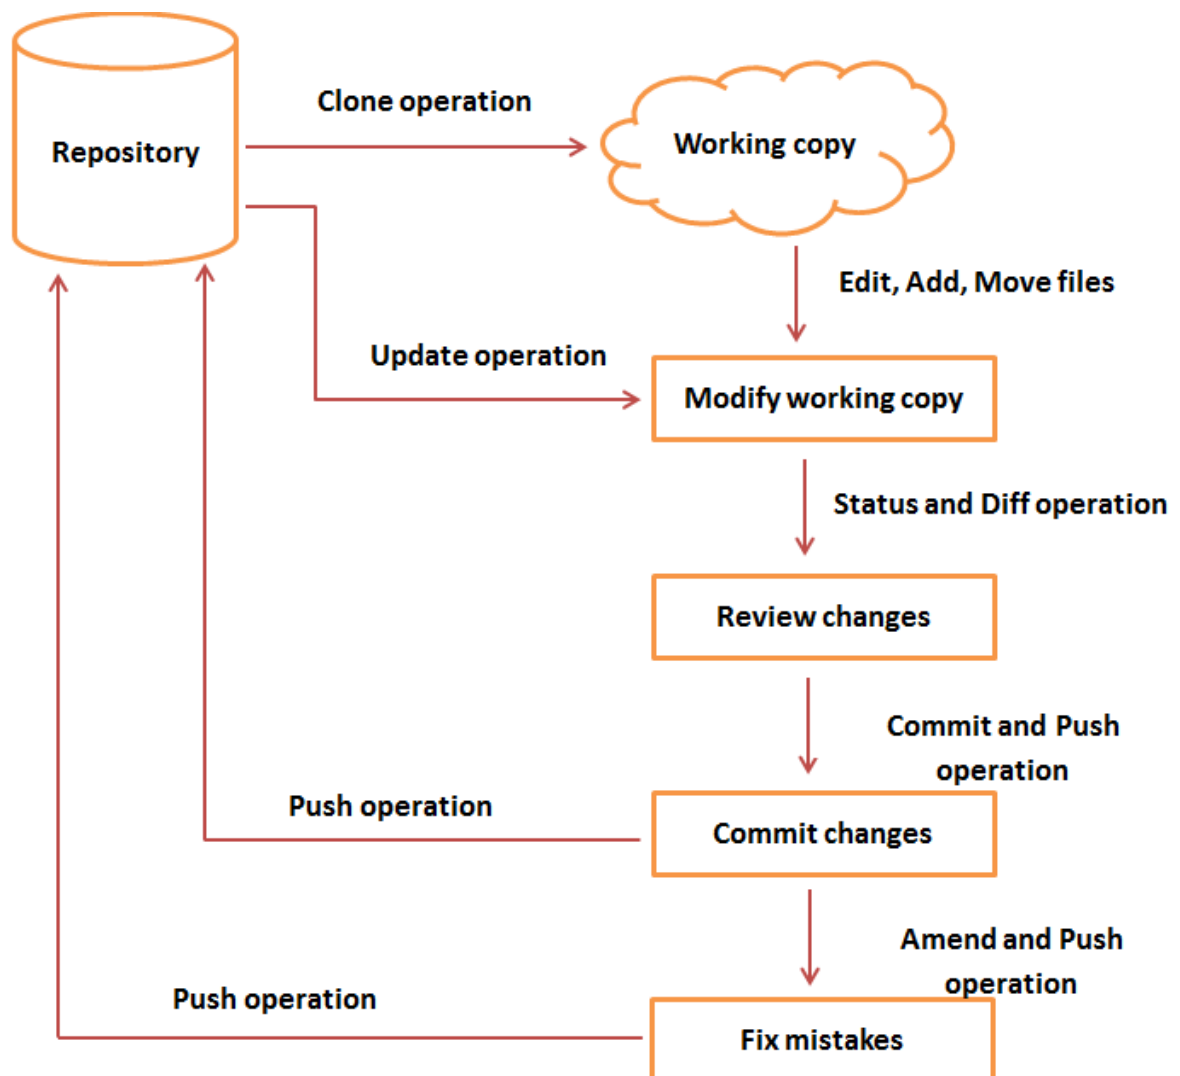 Clone operation
Repository
Working copy
Edit, Add, Move files
Update operation
Modify working copy
Status and Diff operation
Review changes
Commit and Push
operation
Push operation
Commit changes
Amend and Push
operation
Push operation
Fix mistakes